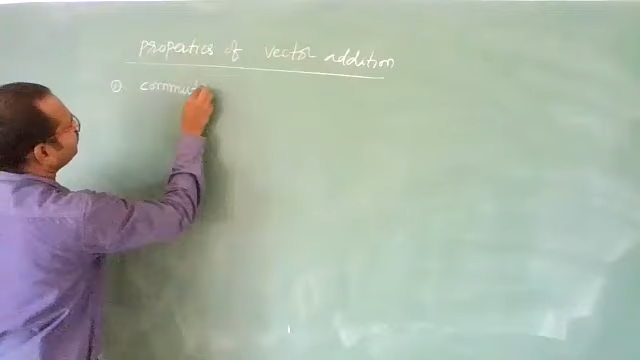 properties of vector addition
① commut